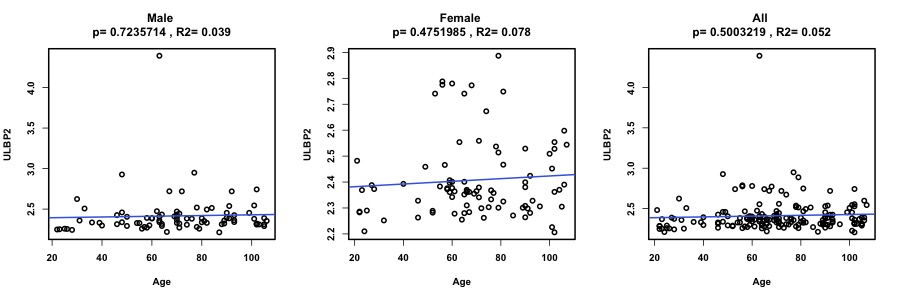 Male
p= 0.7235714 , R2= 0.039
ULBP2
4.0
3.5
3.0
2.5
20 40 60 80 100
Age
Female
p= 0.4751985 , R2= 0.078
ULBP2
2.9
2.8
2.7
2.6
2.5
2.4
2.3
2.2
20 40 60 80 100
Age
All
p= 0.5003219 , R2= 0.052
ULBP2
4.0
3.5
3.0
2.5
20 40 60 80 100
Age